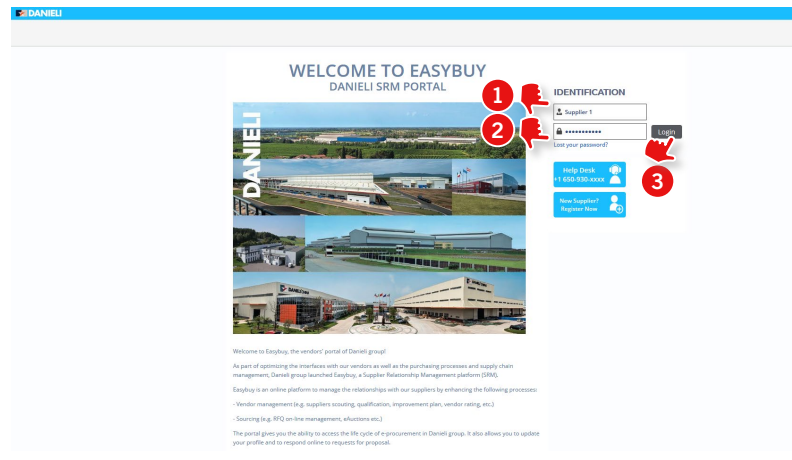 DANIELI
WELCOME TO EASYBUY
DANIELI SRM PORTAL
DANIELI
1
IDENTIFICATION
Supplier 1
2
•••••••••••
Login
Lost your password?
3
Help Desk
+1 650-930-xxxx
New Supplier?
Register Now
Welcome to Easybuy, the vendors' portal of Danieli group!
As part of optimizing the interfaces with our vendors as well as the purchasing processes and supply chain
management, Danieli group launched Easybuy, a Supplier Relationship Management platform (SRM).
Easybuy is an online platform to manage the relationships with our suppliers by enhancing the following processes:
- Vendor management (e.g. suppliers scouting, qualification, improvement plan, vendor rating, etc.)
- Sourcing (e.g. RFQ on-line management, eAuctions etc.)
The portal gives you the ability to access the life cycle of e-procurement in Danieli group. It also allows you to update
your profile and to respond online to requests for proposal.